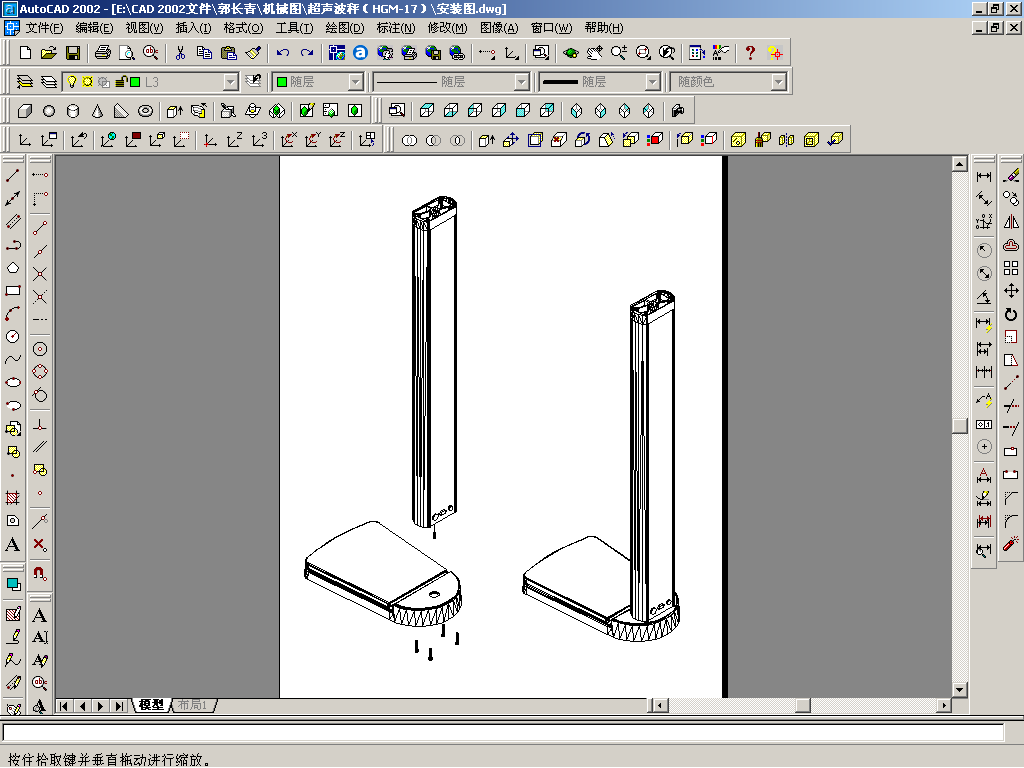 AutoCAD 2002 - [E:\CAD 2002文件\郭长青\机械图\超声波秤（HGM-17）\安装图.dwg]
文件(F) 编辑(E) 视图(V) 插入(I) 格式(O) 工具(T) 绘图(D) 标注(N) 修改(M) 图像(A) 窗口(W) 帮助(H)
L3 随层 随层 随层 随颜色
模型 布局1
按住拾取键并垂直拖动进行缩放。